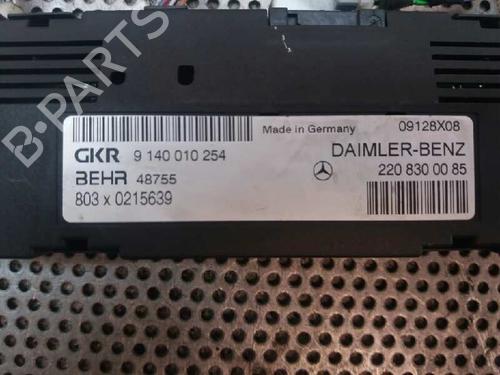 B-PARTS
Made in Germany 09128X08
GKR 9 140 010 254
DAIMLER-BENZ
BEHR 48755
220 830 00 85
803 x 0215639